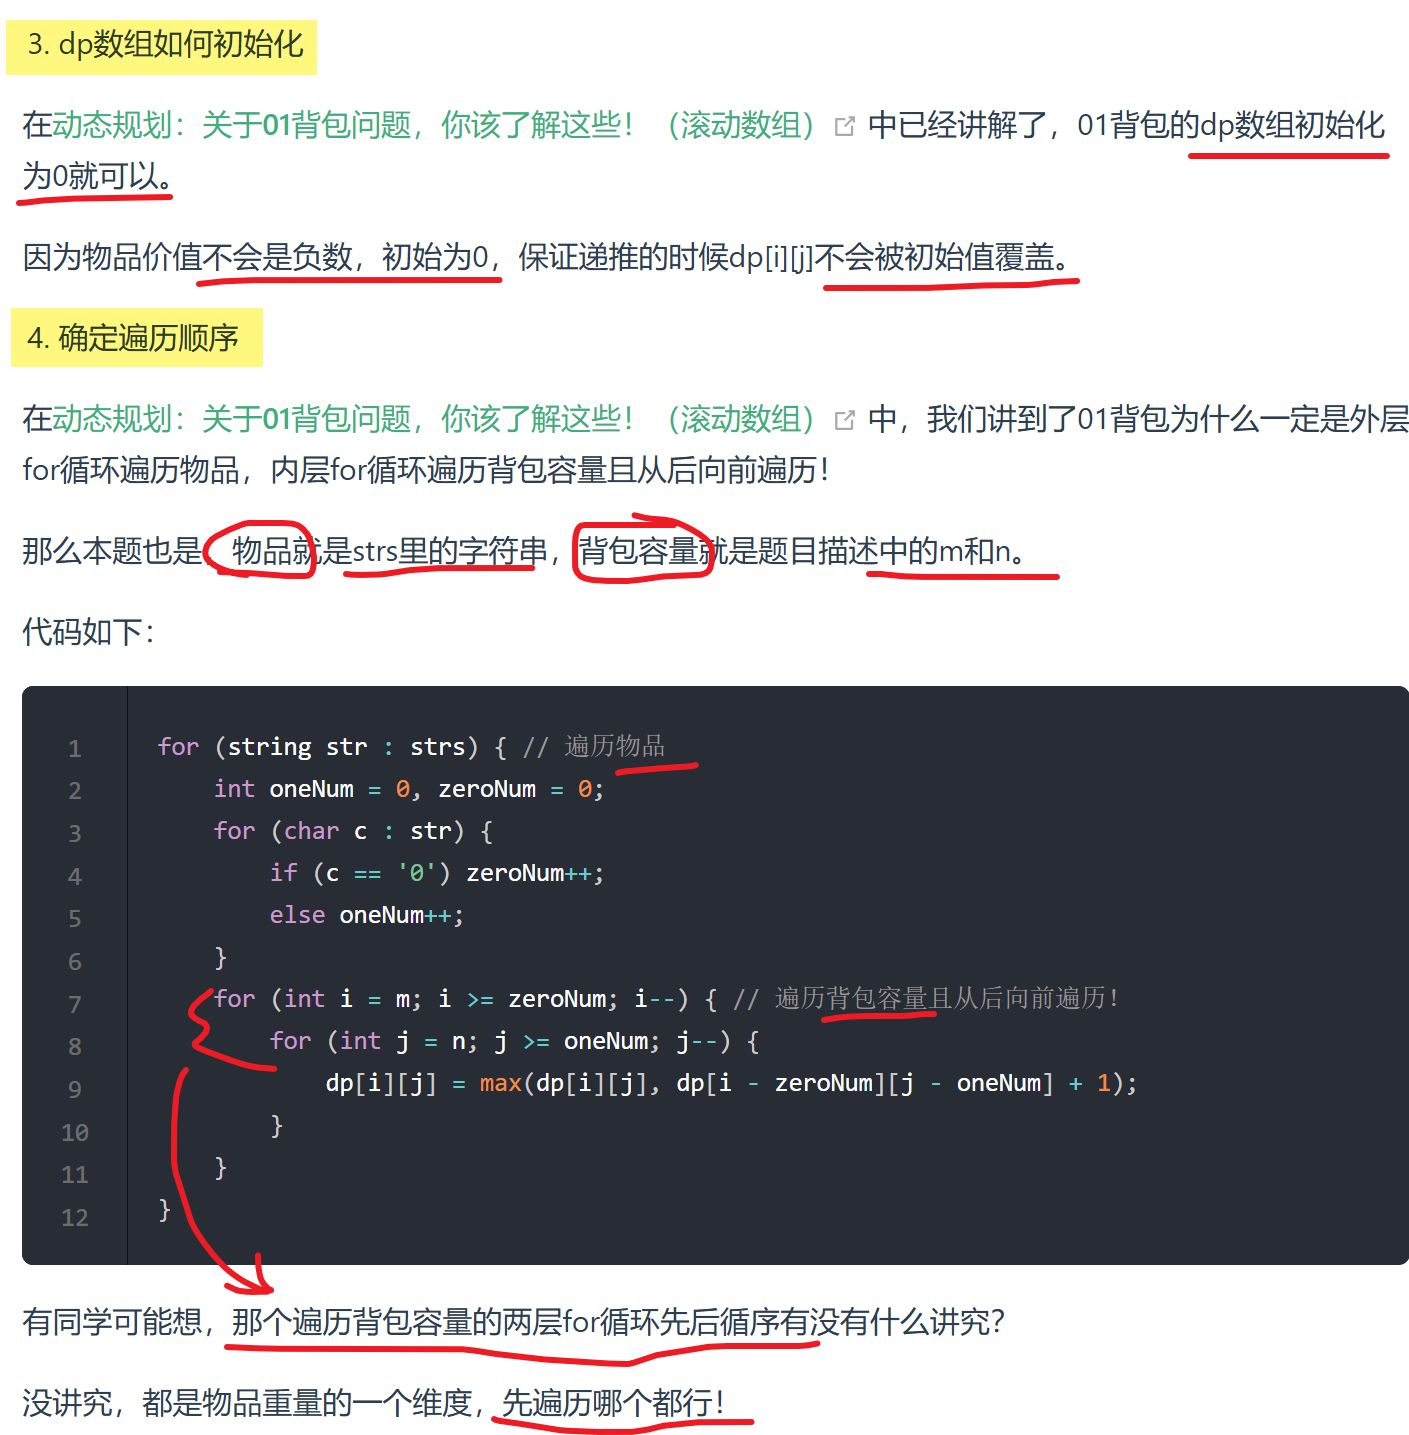 3. dp数组如何初始化
在动态规划：关于01背包问题，你该了解这些！（滚动数组） 中已经讲解了，01背包的dp数组初始化
为0就可以。
因为物品价值不会是负数，初始为0，保证递推的时候dp[i][j]不会被初始值覆盖。
4. 确定遍历顺序
在动态规划：关于01背包问题，你该了解这些！（滚动数组） 中，我们讲到了01背包为什么一定是外层
for循环遍历物品，内层for循环遍历背包容量且从后向前遍历！
那么本题也是，物品就是strs里的字符串，背包容量就是题目描述中的m和n。
代码如下：
1 for (string str : strs) { // 遍历物品
2 int oneNum = 0, zeroNum = 0;
3 for (char c : str) {
4 if (c == '0') zeroNum++;
5 else oneNum++;
6 }
7 for (int i = m; i >= zeroNum; i--) { // 遍历背包容量且从后向前遍历！
8 for (int j = n; j >= oneNum; j--) {
9 dp[i][j] = max(dp[i][j], dp[i - zeroNum][j - oneNum] + 1);
10 }
11 }
12 }
有同学可能想，那个遍历背包容量的两层for循环先后循序有没有什么讲究？
没讲究，都是物品重量的一个维度，先遍历哪个都行！